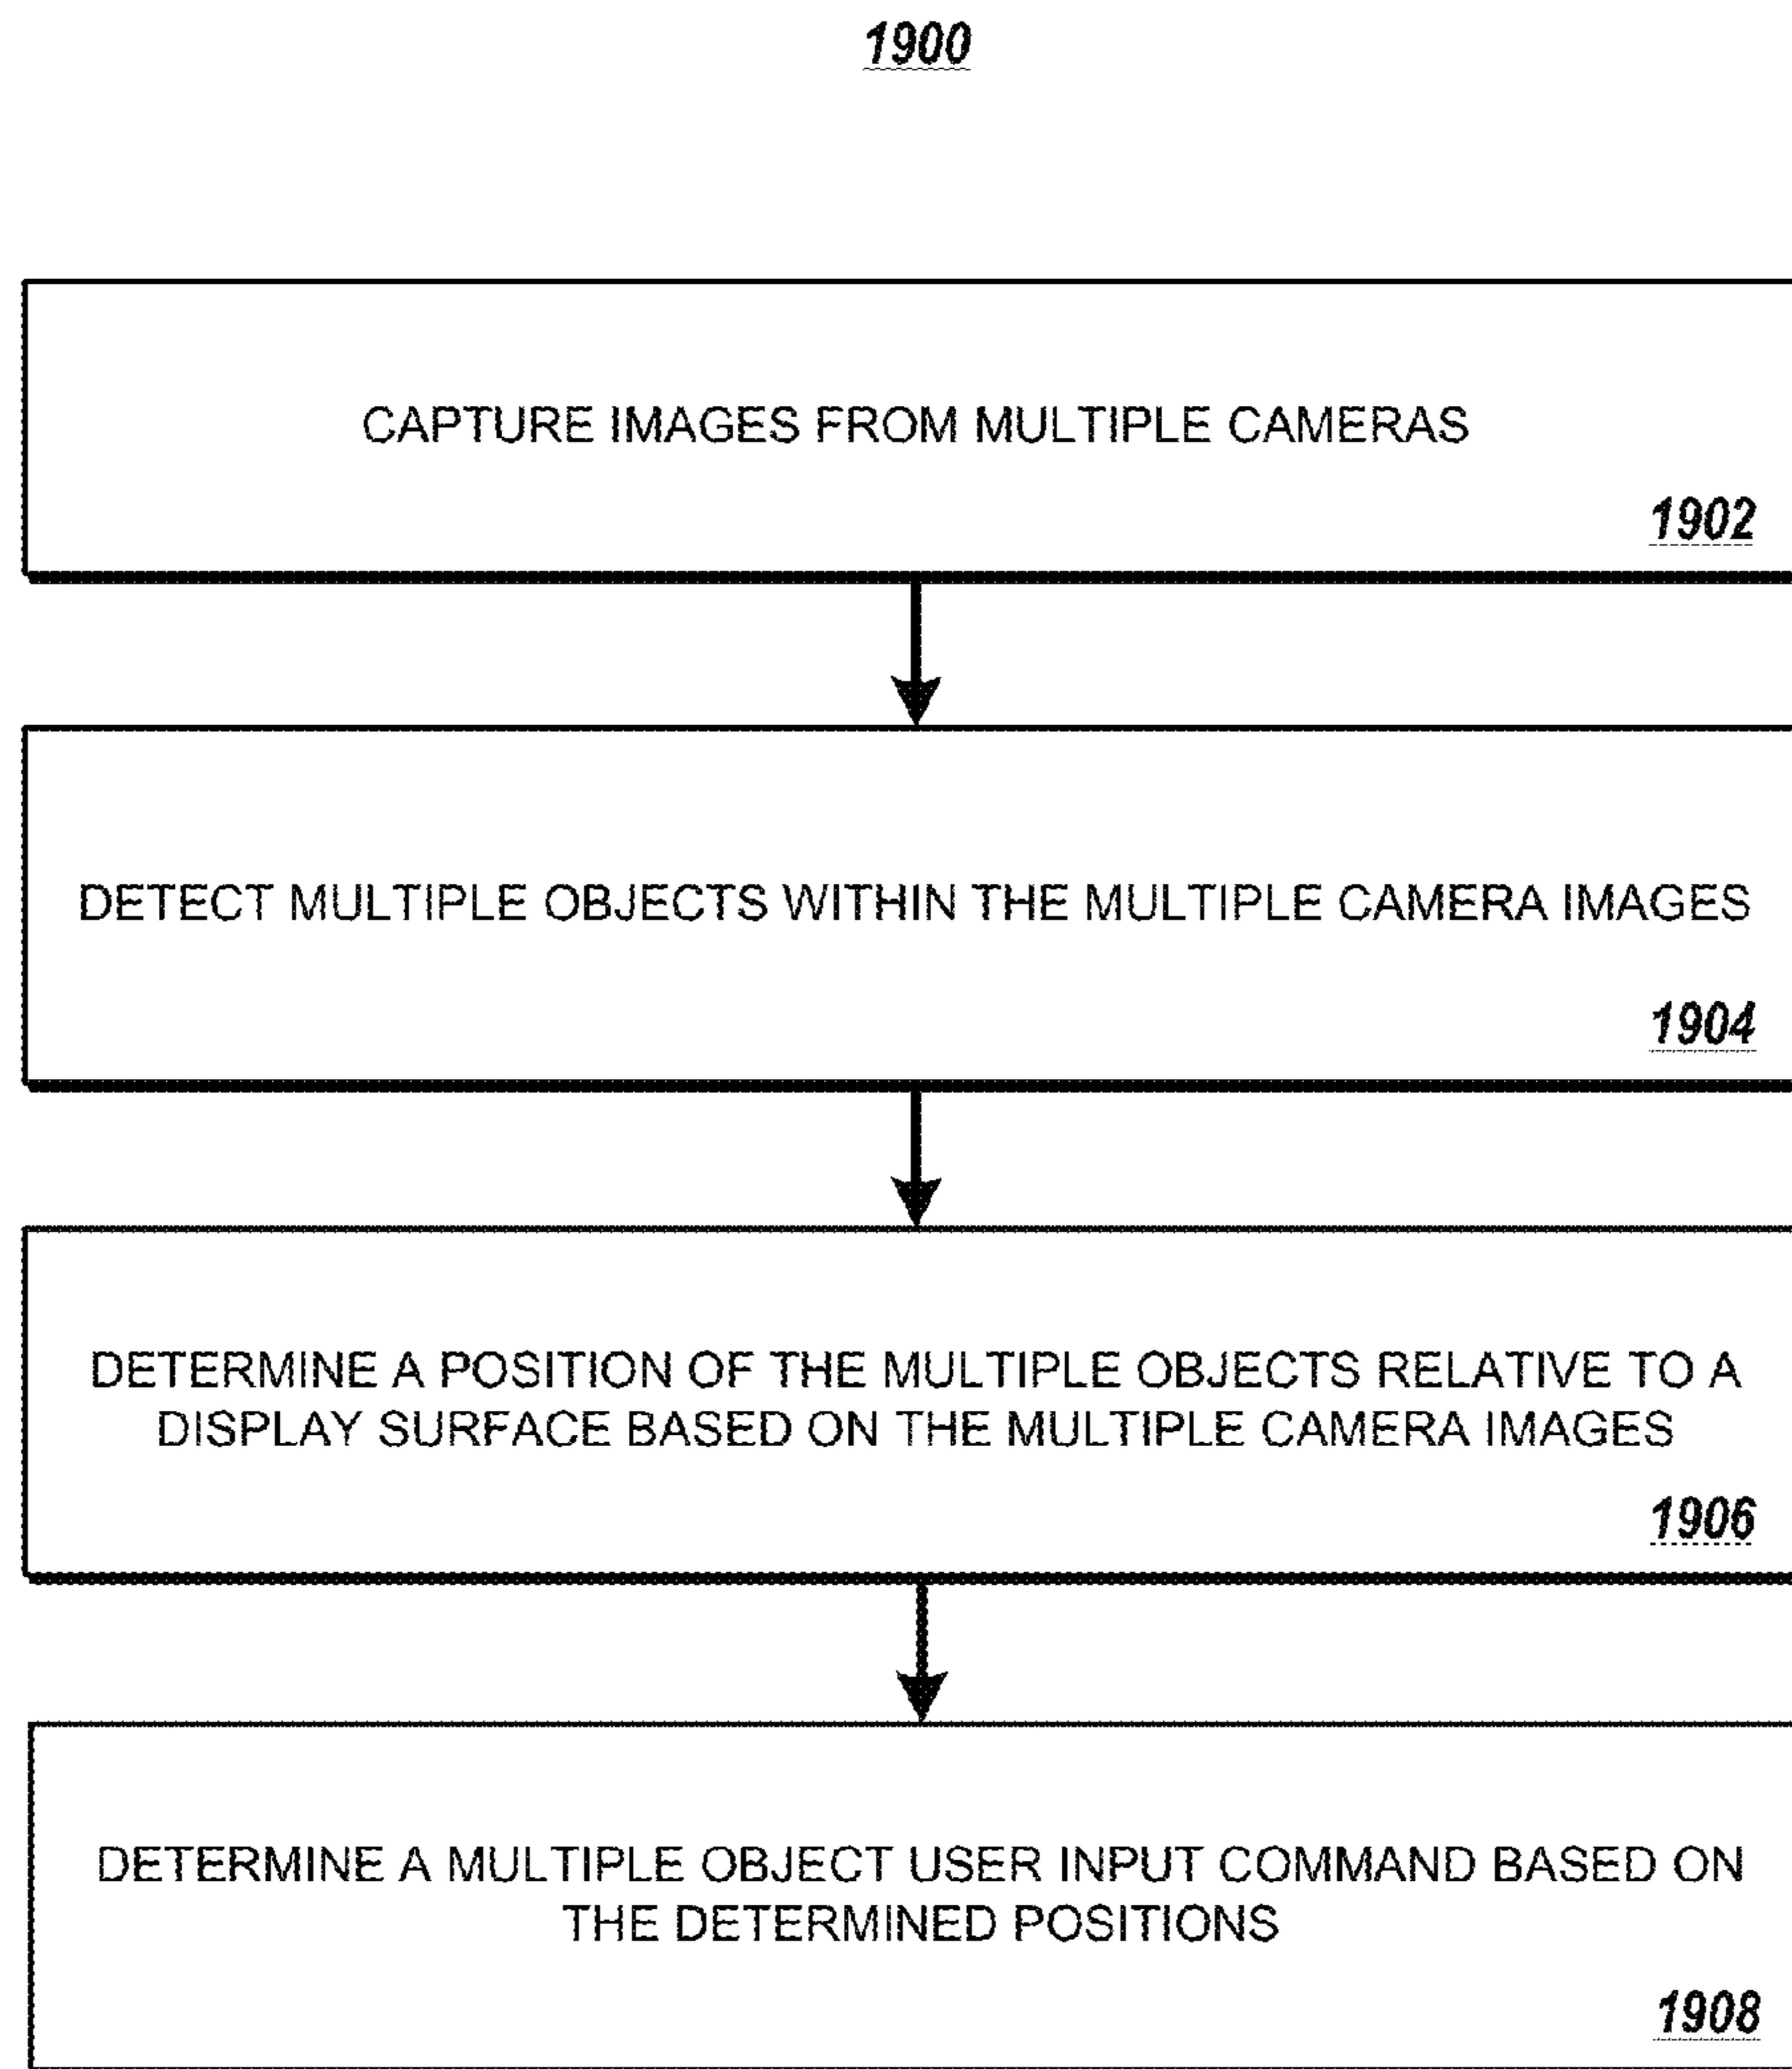 1900
CAPTURE IMAGES FROM MULTIPLE CAMERAS
1902
DETECT MULTIPLE OBJECTS WITHIN THE MULTIPLE CAMERA IMAGES
1904
DETERMINE A POSITION OF THE MULTIPLE OBJECTS RELATIVE TO A
DISPLAY SURFACE BASED ON THE MULTIPLE CAMERA IMAGES
1906
DETERMINE A MULTIPLE OBJECT USER INPUT COMMAND BASED ON
THE DETERMINED POSITIONS
1908